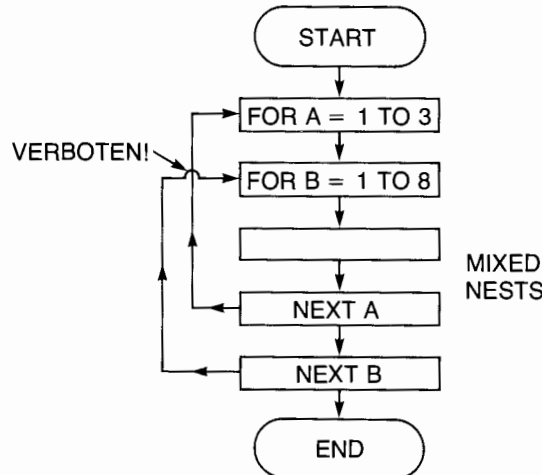 START
FOR A = 1 TO 3
VERBOTEN!
FOR B = 1 TO 8
MIXED
NESTS
NEXT A
NEXT B
END